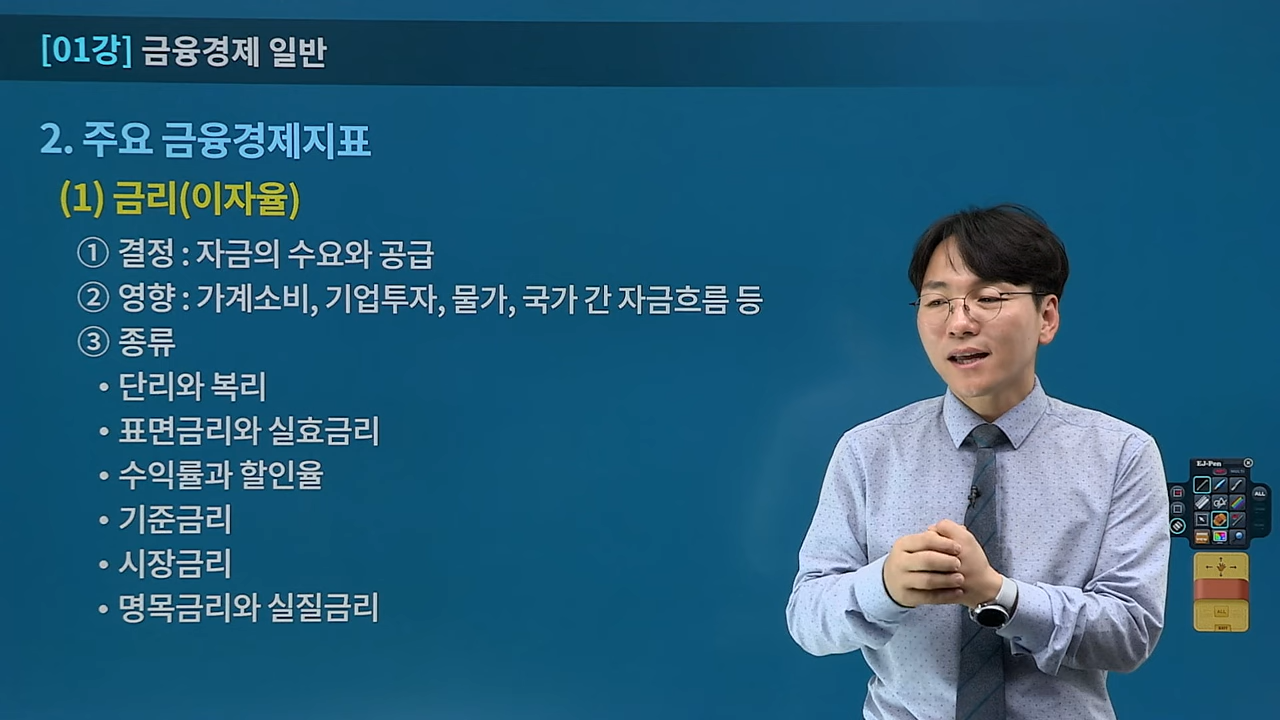 [01강] 금융경제 일반
2. 주요 금융경제지표
(1) 금리(이자율)
① 결정 : 자금의 수요와 공급
② 영향 : 가계소비, 기업투자, 물가, 국가 간 자금흐름 등
③ 종류
• 단리와 복리
• 표면금리와 실효금리
• 수익률과 할인율
• 기준금리
• 시장금리
• 명목금리와 실질금리
EJ-Pen
ALL
ALL